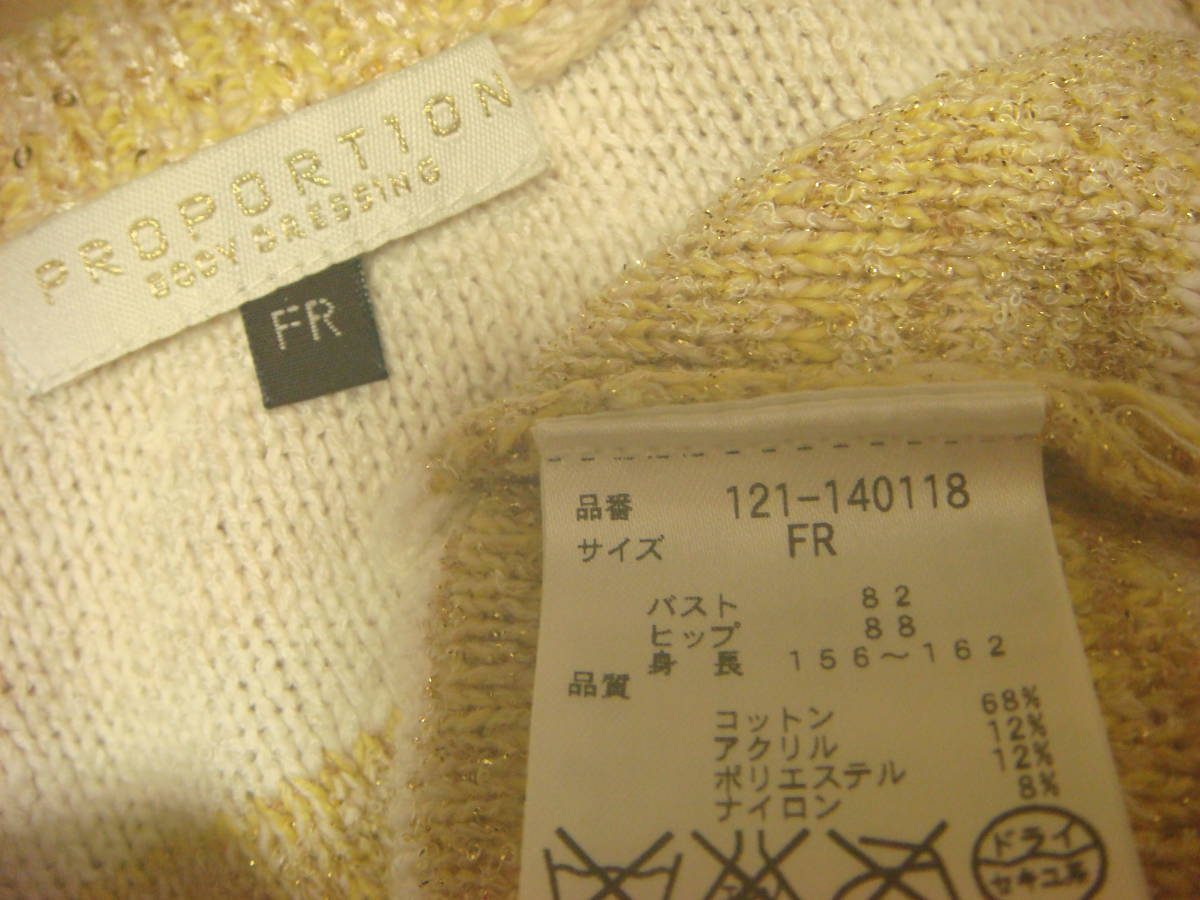 PROPORTION
BODY DRESSING
FR
品番 121-140118
サイズ FR
バスト 82
ヒップ 88
身長 156～162
品質
コットン 68%
アクリル 12%
ポリエステル 12%
ナイロン 8%
ドライ
セキユ系